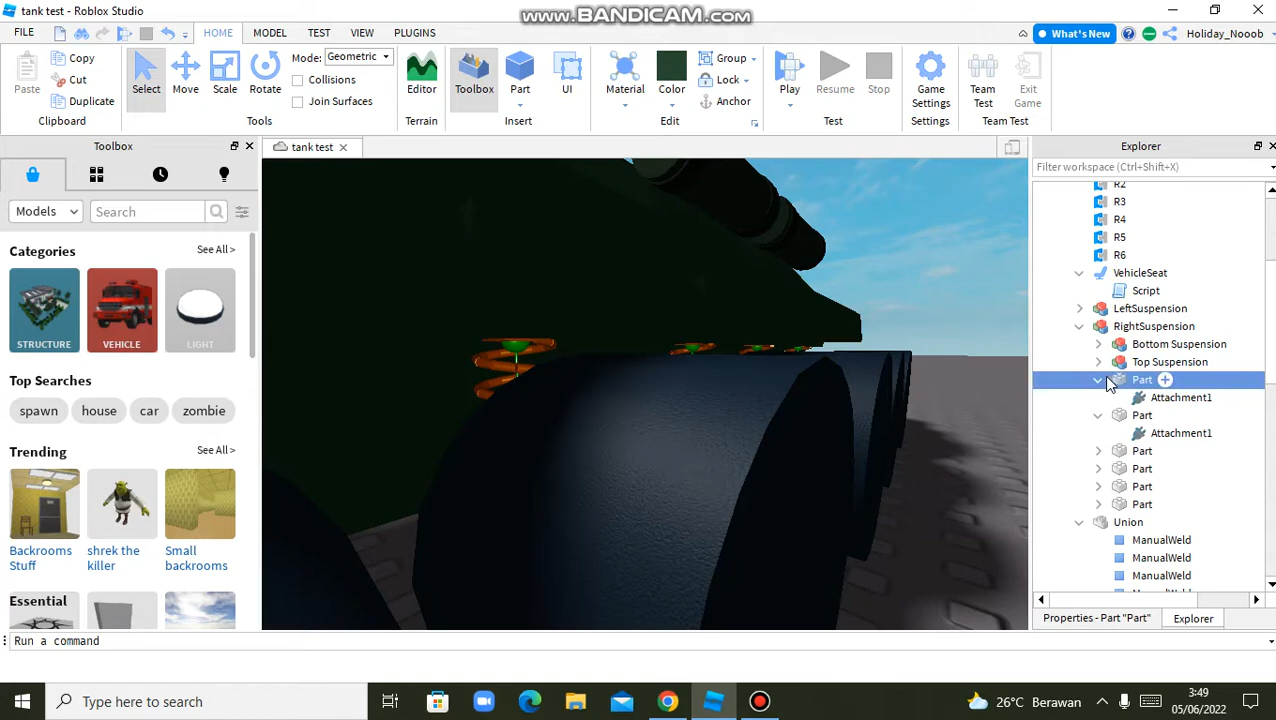 tank test - Roblox Studio
www.BANDICAM.com
FILE
HOME
MODEL
TEST
VIEW
PLUGINS
What's New
Holiday_Nooob
Paste
Copy
Cut
Duplicate
Clipboard
Select
Move
Scale
Rotate
Mode: Geometric
Collisions
Join Surfaces
Tools
Editor
Terrain
Toolbox
Part
UI
Insert
Material
Color
Group
Lock
Anchor
Edit
Play
Resume
Stop
Test
Game
Settings
Settings
Team
Test
Exit
Game
Team Test
Toolbox
tank test
Explorer
Filter workspace (Ctrl+Shift+X)
Models
Search
Categories
See All >
STRUCTURE
VEHICLE
LIGHT
Top Searches
spawn
house
car
zombie
Trending
See All >
Backrooms
Stuff
shrek the
killer
Small
backrooms
Essential
R2
R3
R4
R5
R6
VehicleSeat
Script
LeftSuspension
RightSuspension
Bottom Suspension
Top Suspension
Part
Attachment1
Part
Attachment1
Part
Part
Part
Part
Union
ManualWeld
ManualWeld
ManualWeld
ManualWeld
Properties - Part "Part"
Explorer
Run a command
Type here to search
26°C Berawan
3:49
05/06/2022